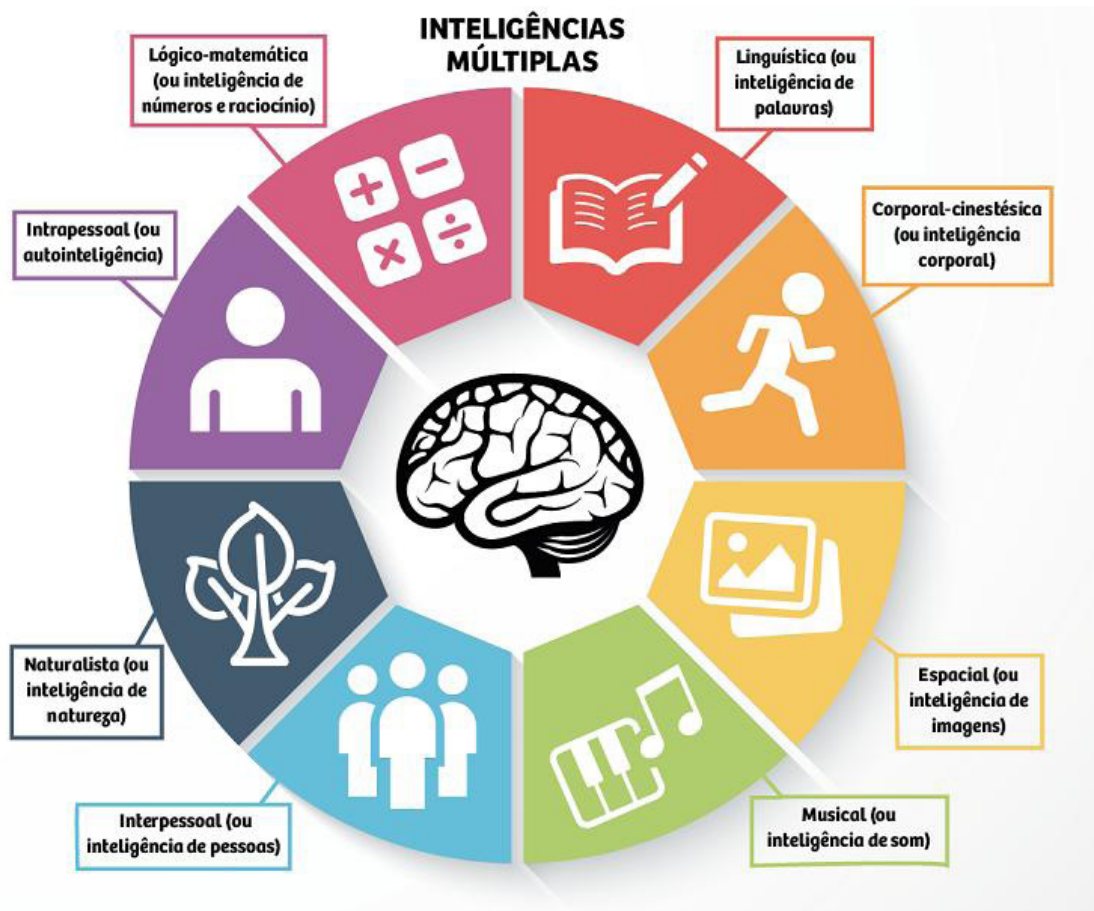 INTELIGÊNCIAS
MÚLTIPLAS
Lógico-matemática
(ou inteligência de
números e raciocínio)
Linguística (ou
inteligência de
palavras)
Intrapessoal (ou
autointeligência)
Corporal-cinestésica
(ou inteligência
corporal)
Naturalista (ou
inteligência de
natureza)
Espacial (ou
inteligência de
imagens)
Interpessoal (ou
inteligência de pessoas)
Musical (ou
inteligência de som)